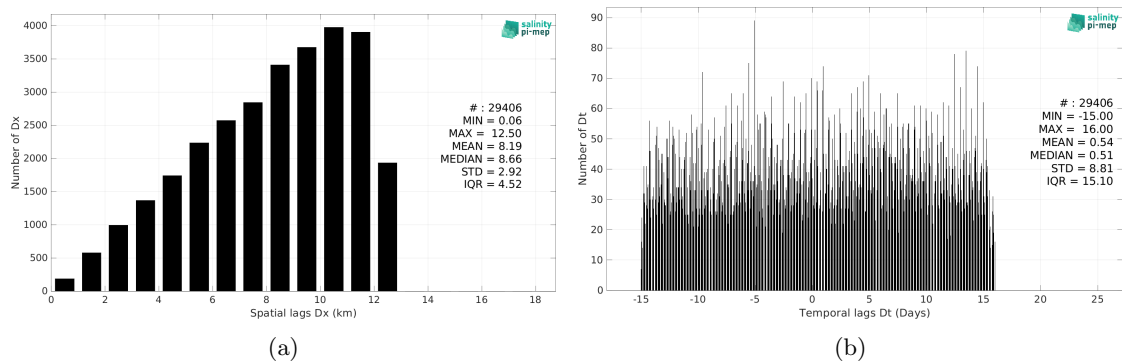 4000
3500
3000
2500
2000
1500
1000
500
0
Number of Dx
0 2 4 6 8 10 12 14 16 18
Spatial lags Dx (km)
salinity
pi-mep
# : 29406
MIN = 0.06
MAX = 12.50
MEAN = 8.19
MEDIAN = 8.66
STD = 2.92
IQR = 4.52
(a)
90
80
70
60
50
40
30
20
10
0
Number of Dt
-15 -10 -5 0 5 10 15 20 25
Temporal lags Dt (Days)
salinity
pi-mep
# : 29406
MIN = -15.00
MAX = 16.00
MEAN = 0.54
MEDIAN = 0.51
STD = 8.81
IQR = 15.10
(b)